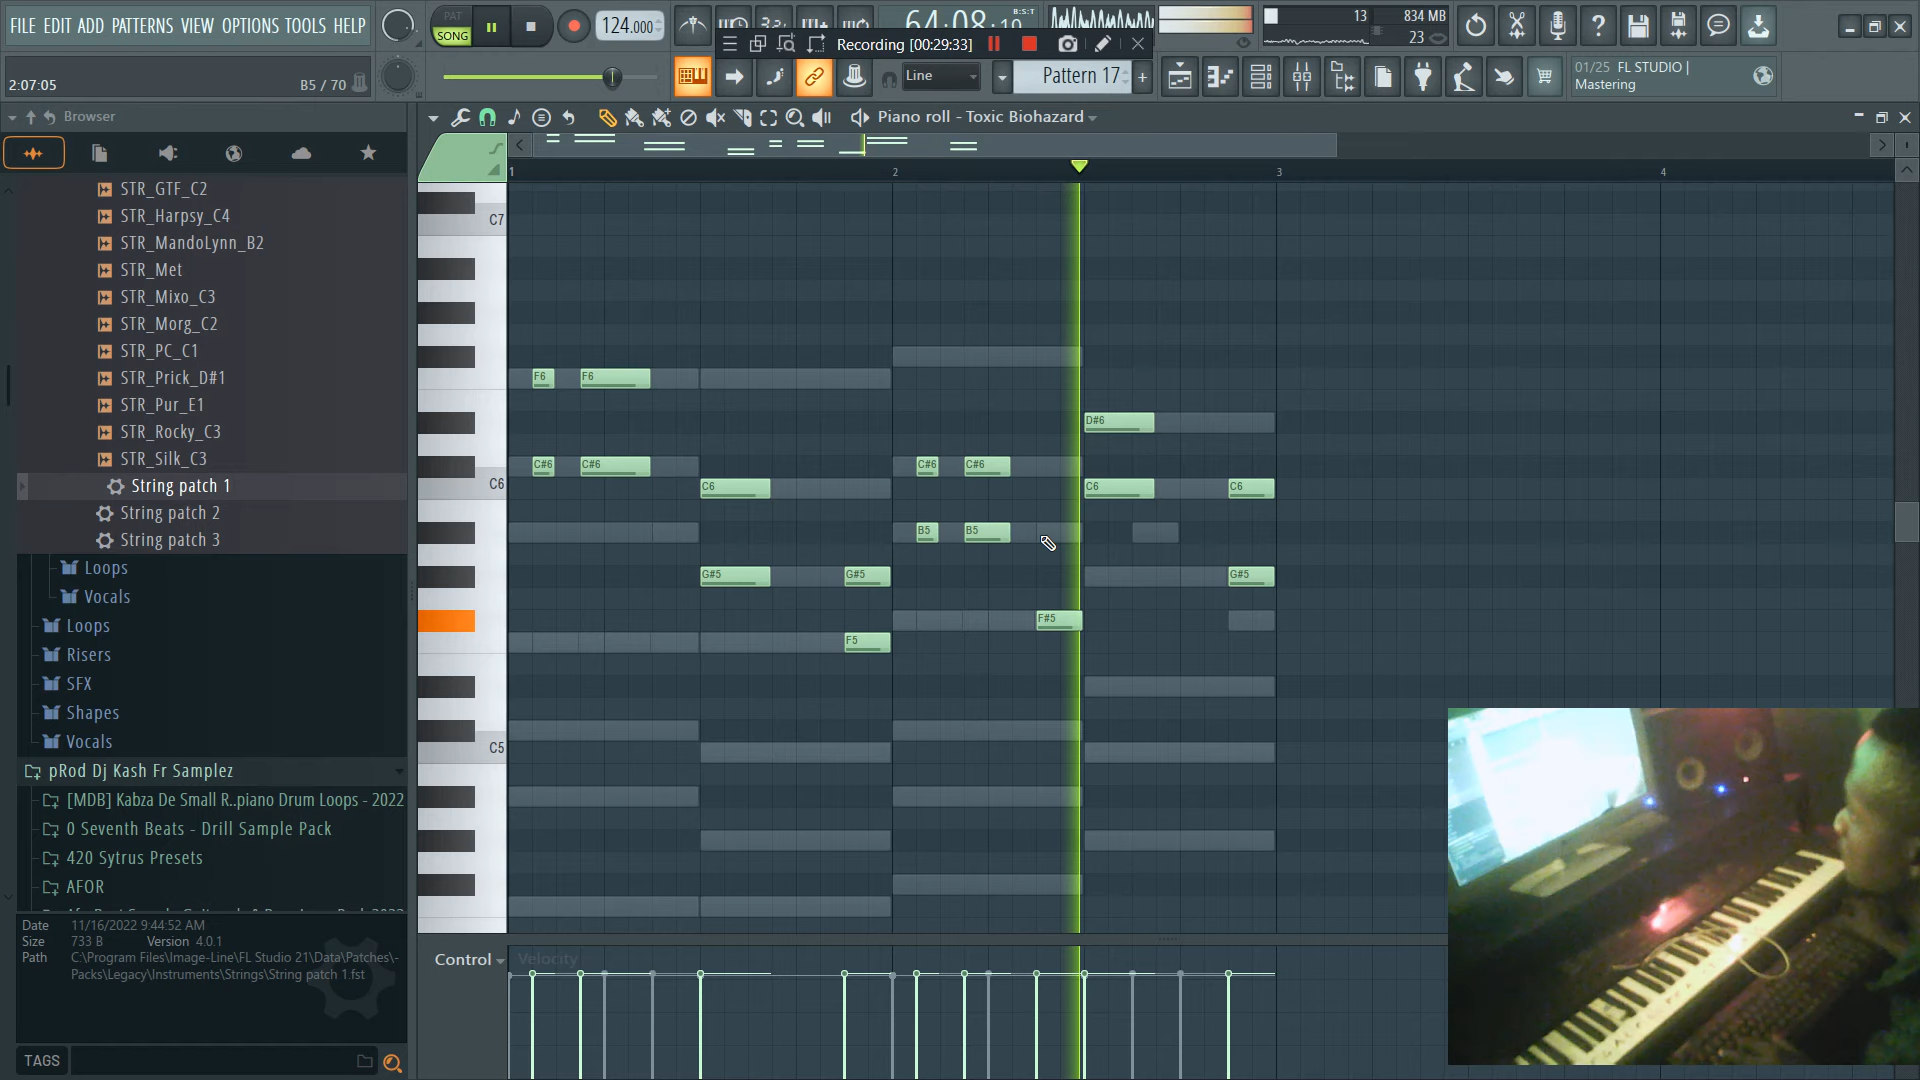 FILE EDIT ADD PATTERNS VIEW OPTIONS TOOLS HELP
PAT
SONG
124.000
64:08:10
B:S:T
13
834 MB
23
Recording [00:29:33]
2:07:05
B5 / 70
Line
Pattern 17
01/25 FL STUDIO |
Mastering
Browser
Piano roll - Toxic Biohazard
1
2
3
4
STR_GTF_C2
STR_Harpsy_C4
STR_MandoLynn_B2
STR_Met
STR_Mixo_C3
STR_Morg_C2
STR_PC_C1
STR_Prick_D#1
STR_Pur_E1
STR_Rocky_C3
STR_Silk_C3
String patch 1
String patch 2
String patch 3
Loops
Vocals
Loops
Risers
SFX
Shapes
Vocals
pRod Dj Kash Fr Samplez
[MDB] Kabza De Small R..piano Drum Loops - 2022
0 Seventh Beats - Drill Sample Pack
420 Sytrus Presets
AFOR
Date 11/16/2022 9:44:52 AM
Size 733 B Version 4.0.1
Path C:\Program Files\Image-Line\FL Studio 21\Data\Patches\-
Packs\Legacy\Instruments\Strings\String patch 1.fst
TAGS
C7
F6 F6
D#6
C#6 C#6 C#6 C#6
C6 C6 C6 C6
B5 B5
G#5 G#5 G#5
F#5
F5
C5
Control Velocity